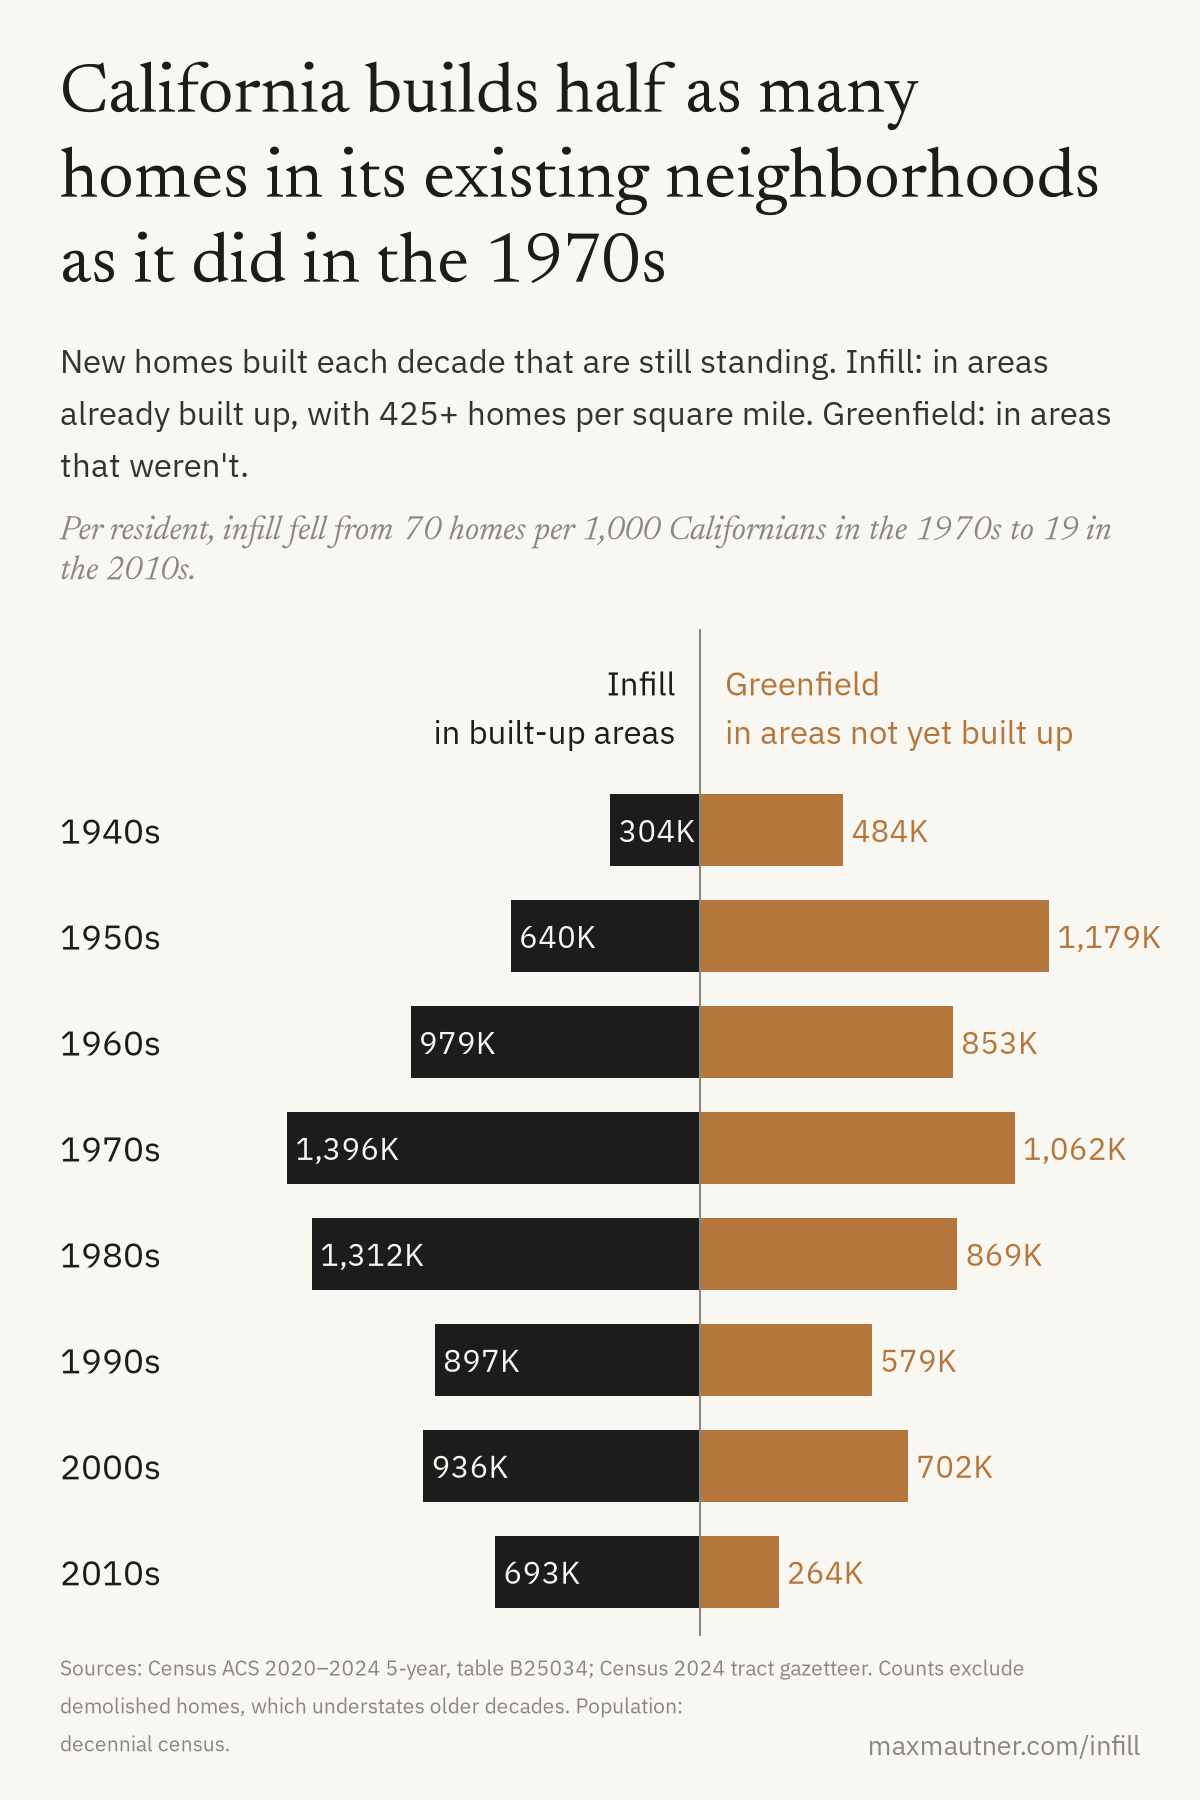 California builds half as many
homes in its existing neighborhoods
as it did in the 1970s
New homes built each decade that are still standing. Infill: in areas
already built up, with 425+ homes per square mile. Greenfield: in areas
that weren't.
Per resident, infill fell from 70 homes per 1,000 Californians in the 1970s to 19 in
the 2010s.
Infill
in built-up areas
Greenfield
in areas not yet built up
1940s 304K 484K
1950s 640K 1,179K
1960s 979K 853K
1970s 1,396K 1,062K
1980s 1,312K 869K
1990s 897K 579K
2000s 936K 702K
2010s 693K 264K
Sources: Census ACS 2020–2024 5-year, table B25034; Census 2024 tract gazetteer. Counts exclude
demolished homes, which understates older decades. Population:
decennial census.
maxmautner.com/infill